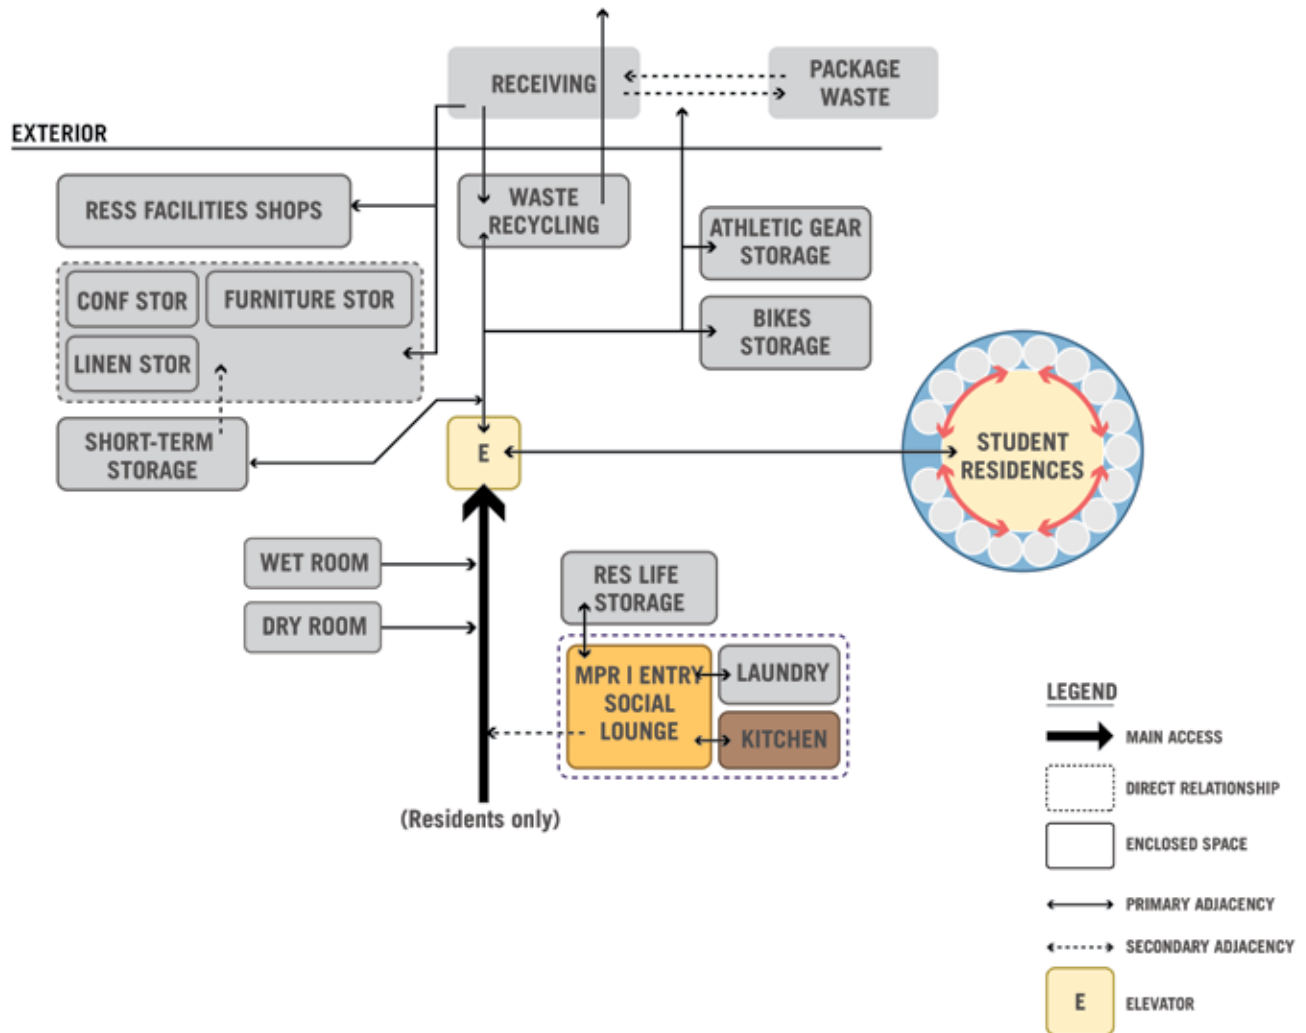 RECEIVING
PACKAGE
WASTE
EXTERIOR
RESS FACILITIES SHOPS
WASTE
RECYCLING
ATHLETIC GEAR
STORAGE
CONF STOR
FURNITURE STOR
LINEN STOR
BIKES
STORAGE
SHORT-TERM
STORAGE
E
STUDENT
RESIDENCES
WET ROOM
DRY ROOM
RES LIFE
STORAGE
MPR I ENTRY
SOCIAL
LOUNGE
LAUNDRY
KITCHEN
(Residents only)
LEGEND
MAIN ACCESS
DIRECT RELATIONSHIP
ENCLOSED SPACE
PRIMARY ADJACENCY
SECONDARY ADJACENCY
E
ELEVATOR